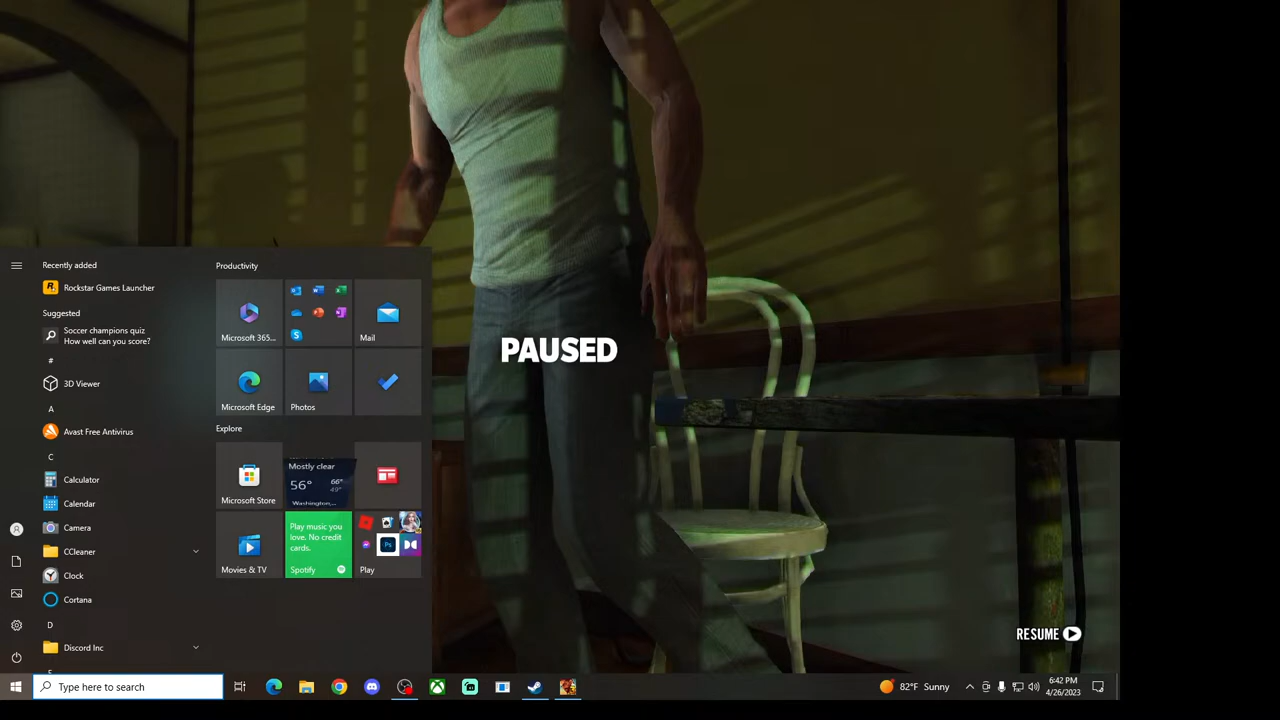 PAUSED
RESUME
Recently added
Rockstar Games Launcher
Suggested
Soccer champions quiz
How well can you score?
#
3D Viewer
A
Avast Free Antivirus
C
Calculator
Calendar
Camera
CCleaner
Clock
Cortana
D
Discord Inc
Productivity
Microsoft 365...
Mail
Microsoft Edge
Photos
Explore
Microsoft Store
Mostly clear
56° 66° 49°
Washington,...
Movies & TV
Play music you
love. No credit
cards.
Spotify
Play
Type here to search
82°F Sunny
6:42 PM
4/26/2023